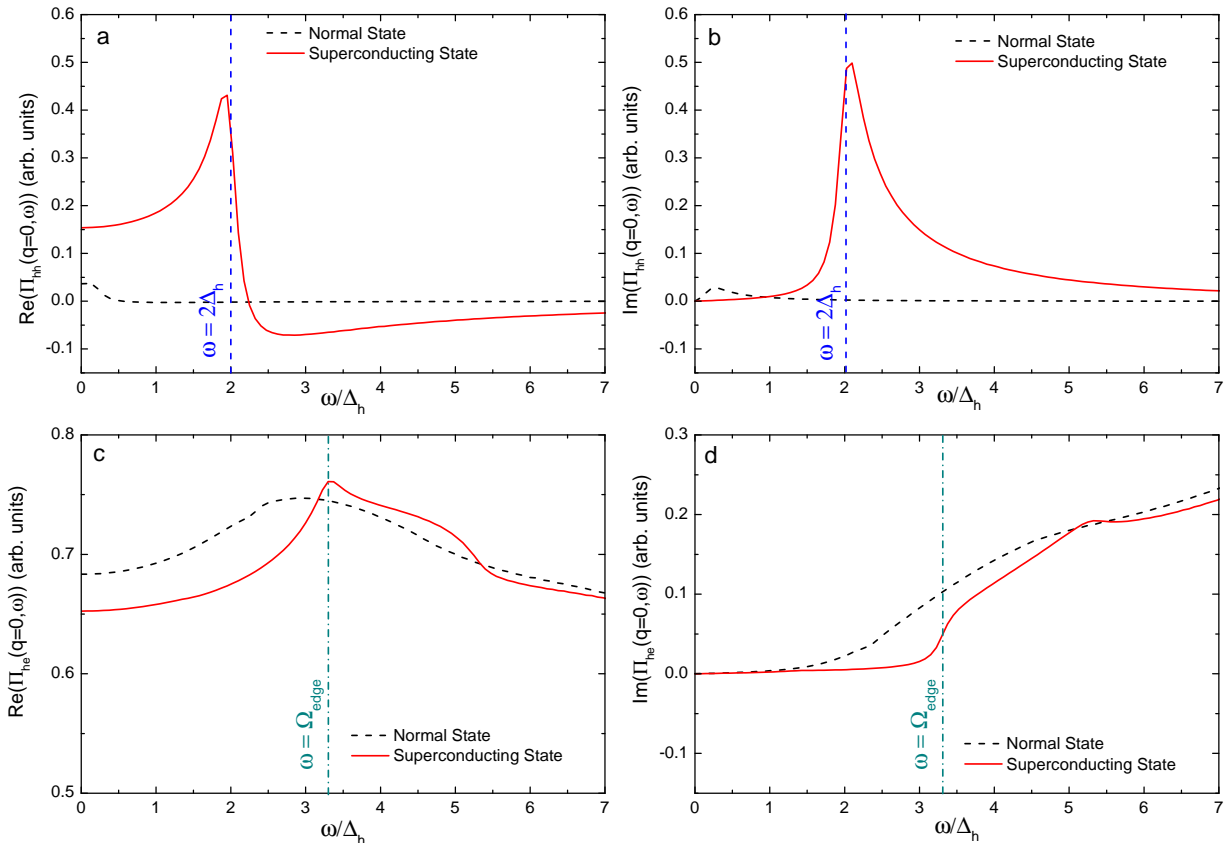 a
Normal State
Superconducting State
0.6
0.5
0.4
0.3
0.2
0.1
0.0
-0.1
Re(Π_hh(q=0,ω)) (arb. units)
ω = 2Δ_h
0 1 2 3 4 5 6 7
ω/Δ_h
b
Normal State
Superconducting State
0.6
0.5
0.4
0.3
0.2
0.1
0.0
-0.1
Im(Π_hh(q=0,ω)) (arb. units)
ω = 2Δ_h
0 1 2 3 4 5 6 7
ω/Δ_h
c
0.8
0.7
0.6
0.5
Re(Π_he(q=0,ω)) (arb. units)
ω = Ω_edge
Normal State
Superconducting State
0 1 2 3 4 5 6 7
ω/Δ_h
d
0.3
0.2
0.1
0.0
-0.1
Im(Π_he(q=0,ω)) (arb. units)
ω = Ω_edge
Normal State
Superconducting State
0 1 2 3 4 5 6 7
ω/Δ_h